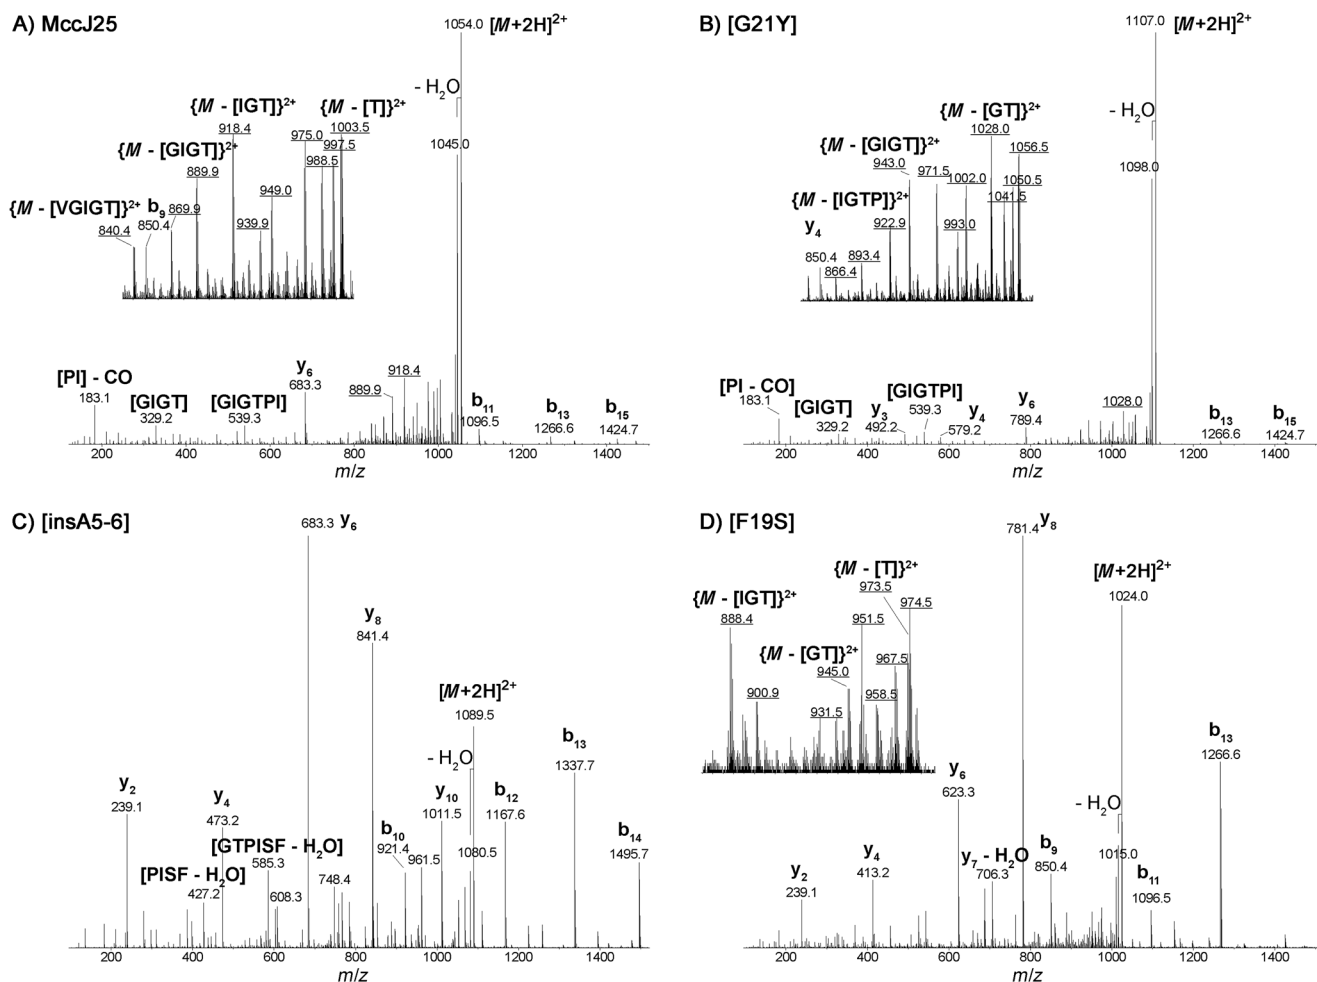 A) MccJ25
1054.0 [M+2H]²⁺
- H₂O
1045.0
{M - [IGT]}²⁺ {M - [T]}²⁺
918.4 975.0 1003.5
997.5
988.5
{M - [GIGT]}²⁺
889.9
949.0
{M - [VGIGT]}²⁺ b₉ 869.9
840.4 850.4 939.9
[PI] - CO
183.1
[GIGT]
329.2
[GIGTPI]
539.3
y₆
683.3
889.9
918.4
b₁₁
1096.5
b₁₃
1266.6
b₁₅
1424.7
200 400 600 800 1000 1200 1400
m/z
B) [G21Y]
1107.0 [M+2H]²⁺
- H₂O
1098.0
{M - [GT]}²⁺
1028.0
{M - [GIGT]}²⁺ 1056.5
943.0 971.5 1002.0 1050.5
{M - [IGTP]}²⁺ 1041.5
922.9 993.0
y₄
850.4 893.4
866.4
[PI - CO]
183.1
[GIGT]
329.2
y₃
492.2
[GIGTPI]
539.3
y₄
579.2
y₆
789.4
1028.0
b₁₃
1266.6
b₁₅
1424.7
200 400 600 800 1000 1200 1400
m/z
C) [insA5-6]
683.3 y₆
y₈
841.4
[M+2H]²⁺
1089.5
- H₂O
b₁₃
1337.7
y₂
239.1
y₄
473.2
y₁₀
1011.5
b₁₂
1167.6
[GTPISF - H₂O]
585.3
b₁₀
921.4
961.5
1080.5
b₁₄
1495.7
[PISF - H₂O]
427.2
608.3
748.4
200 400 600 800 1000 1200 1400
m/z
D) [F19S]
781.4 y₈
[M+2H]²⁺
1024.0
{M - [T]}²⁺
973.5
974.5
{M - [IGT]}²⁺
888.4
951.5
{M - [GT]}²⁺
945.0
967.5
900.9
931.5
958.5
b₁₃
1266.6
y₆
623.3
- H₂O
1015.0
y₇ - H₂O
706.3
b₉
850.4
y₄
413.2
y₂
239.1
b₁₁
1096.5
200 400 600 800 1000 1200 1400
m/z